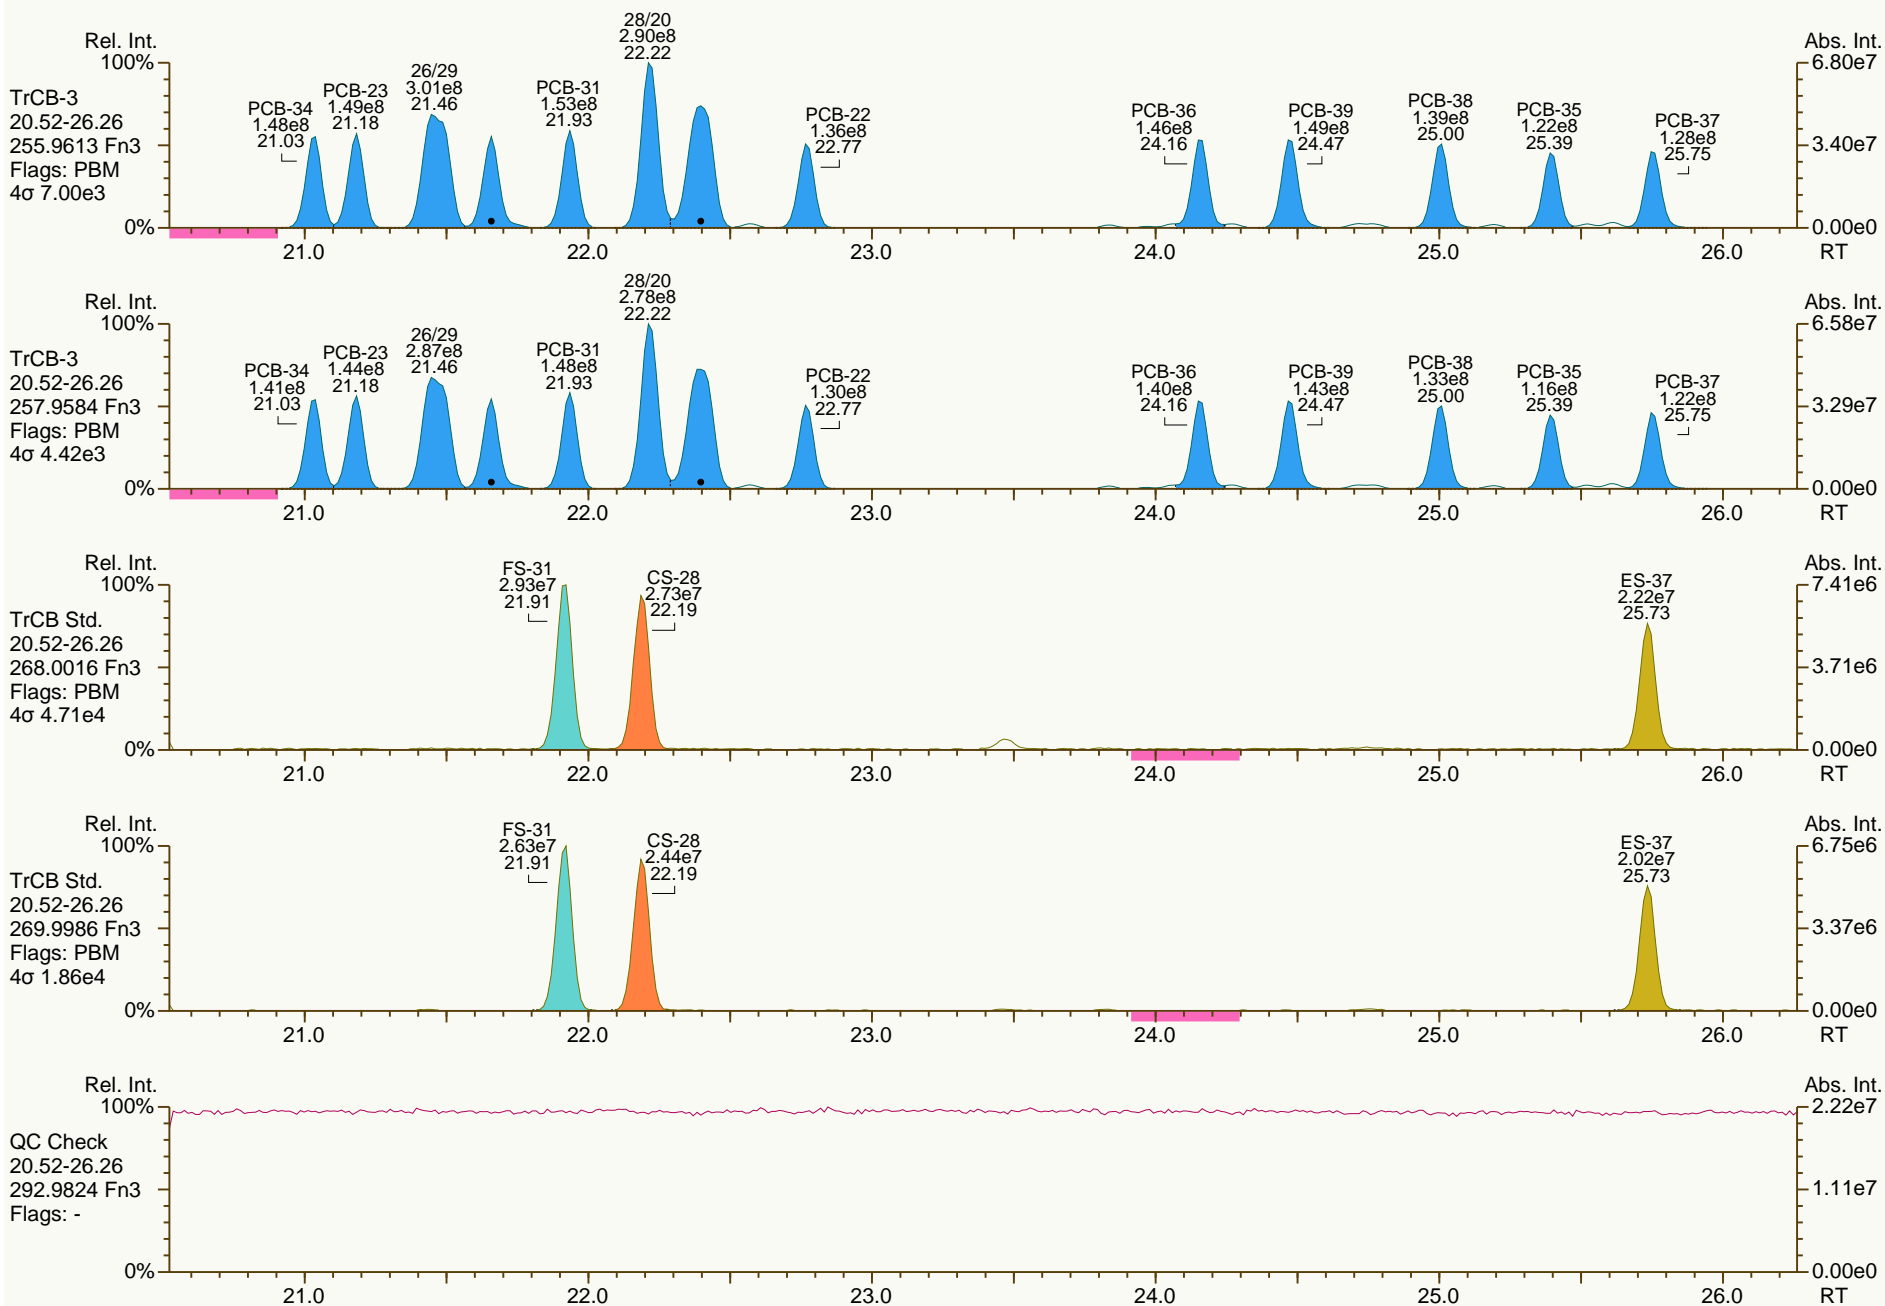 Rel. Int.
Abs. Int.
100%
0%
TrCB-3
20.52-26.26
255.9613 Fn3
Flags: PBM
4σ 7.00e3
PCB-34
1.48e8
21.03
PCB-23
1.49e8
21.18
26/29
3.01e8
21.46
PCB-31
1.53e8
21.93
28/20
2.90e8
22.22
PCB-22
1.36e8
22.77
PCB-36
1.46e8
24.16
PCB-39
1.49e8
24.47
PCB-38
1.39e8
25.00
PCB-35
1.22e8
25.39
PCB-37
1.28e8
25.75
6.80e7
3.40e7
0.00e0
21.0 22.0 23.0 24.0 25.0 26.0 RT
Rel. Int.
Abs. Int.
100%
0%
TrCB-3
20.52-26.26
257.9584 Fn3
Flags: PBM
4σ 4.42e3
PCB-34
1.41e8
21.03
PCB-23
1.44e8
21.18
26/29
2.87e8
21.46
PCB-31
1.48e8
21.93
28/20
2.78e8
22.22
PCB-22
1.30e8
22.77
PCB-36
1.40e8
24.16
PCB-39
1.43e8
24.47
PCB-38
1.33e8
25.00
PCB-35
1.16e8
25.39
PCB-37
1.22e8
25.75
6.58e7
3.29e7
0.00e0
21.0 22.0 23.0 24.0 25.0 26.0 RT
Rel. Int.
Abs. Int.
100%
0%
TrCB Std.
20.52-26.26
268.0016 Fn3
Flags: PBM
4σ 4.71e4
FS-31
2.93e7
21.91
CS-28
2.73e7
22.19
ES-37
2.22e7
25.73
7.41e6
3.71e6
0.00e0
21.0 22.0 23.0 24.0 25.0 26.0 RT
Rel. Int.
Abs. Int.
100%
0%
TrCB Std.
20.52-26.26
269.9986 Fn3
Flags: PBM
4σ 1.86e4
FS-31
2.63e7
21.91
CS-28
2.44e7
22.19
ES-37
2.02e7
25.73
6.75e6
3.37e6
0.00e0
21.0 22.0 23.0 24.0 25.0 26.0 RT
Rel. Int.
Abs. Int.
100%
0%
QC Check
20.52-26.26
292.9824 Fn3
Flags: -
2.22e7
1.11e7
0.00e0
21.0 22.0 23.0 24.0 25.0 26.0 RT